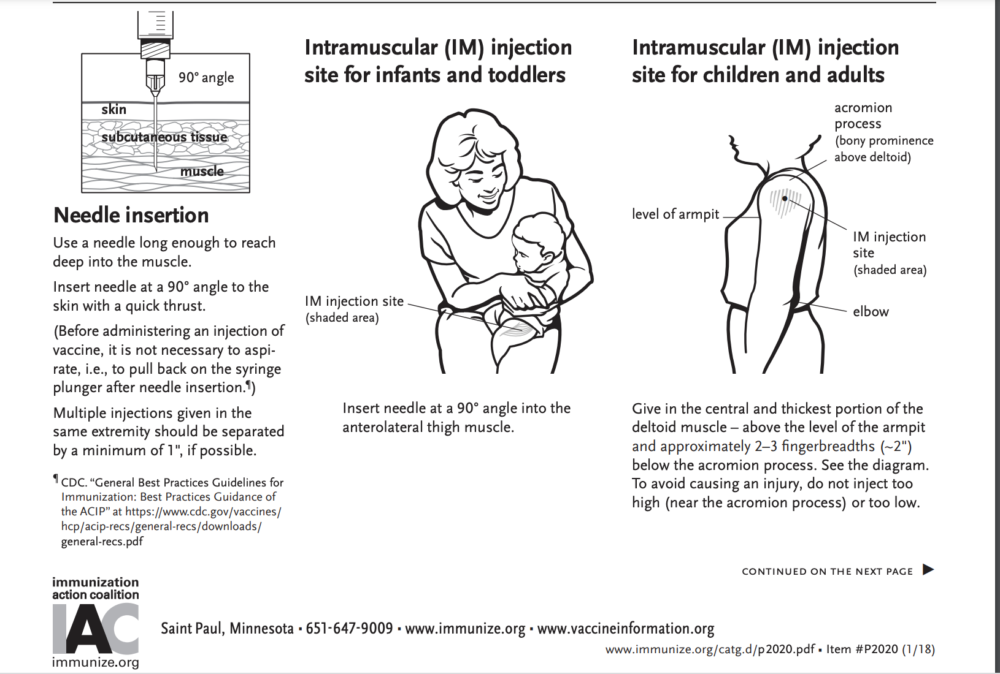 90° angle
skin
subcutaneous tissue
muscle
Needle insertion
Use a needle long enough to reach
deep into the muscle.
Insert needle at a 90° angle to the
skin with a quick thrust.
(Before administering an injection of
vaccine, it is not necessary to aspi-
rate, i.e., to pull back on the syringe
plunger after needle insertion.¶)
Multiple injections given in the
same extremity should be separated
by a minimum of 1", if possible.
¶ CDC. “General Best Practices Guidelines for
Immunization: Best Practices Guidance of
the ACIP” at https://www.cdc.gov/vaccines/
hcp/acip-recs/general-recs/downloads/
general-recs.pdf
Intramuscular (IM) injection
site for infants and toddlers
IM injection site
(shaded area)
Insert needle at a 90° angle into the
anterolateral thigh muscle.
Intramuscular (IM) injection
site for children and adults
acromion
process
(bony prominence
above deltoid)
level of armpit
IM injection
site
(shaded area)
elbow
Give in the central and thickest portion of the
deltoid muscle – above the level of the armpit
and approximately 2–3 fingerbreadths (~2")
below the acromion process. See the diagram.
To avoid causing an injury, do not inject too
high (near the acromion process) or too low.
CONTINUED ON THE NEXT PAGE ▶
immunization
action coalition
IAC
immunize.org
Saint Paul, Minnesota ▪ 651-647-9009 ▪ www.immunize.org ▪ www.vaccineinformation.org
www.immunize.org/catg.d/p2020.pdf ▪ Item #P2020 (1/18)